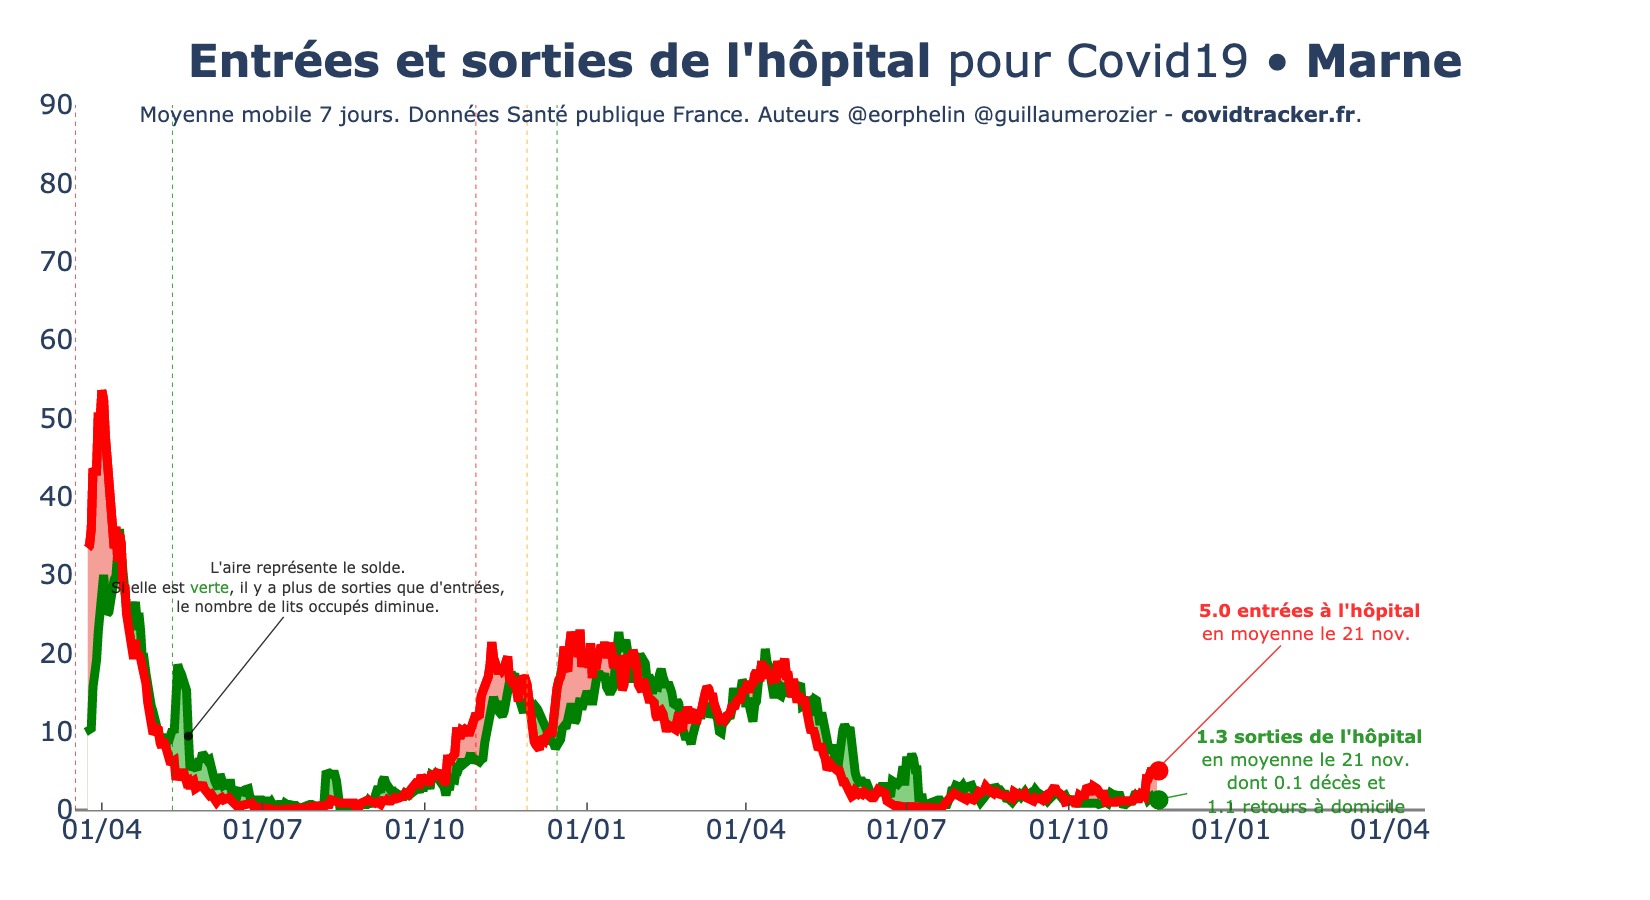 Entrées et sorties de l'hôpital pour Covid19 • Marne
Moyenne mobile 7 jours. Données Santé publique France. Auteurs @eorphelin @guillaumerozier - covidtracker.fr.
90
80
70
60
50
40
30
20
10
0
L'aire représente le solde.
Si elle est verte, il y a plus de sorties que d'entrées,
le nombre de lits occupés diminue.
5.0 entrées à l'hôpital
en moyenne le 21 nov.
1.3 sorties de l'hôpital
en moyenne le 21 nov.
dont 0.1 décès et
1.1 retours à domicile
01/04 01/07 01/10 01/01 01/04 01/07 01/10 01/01 01/04